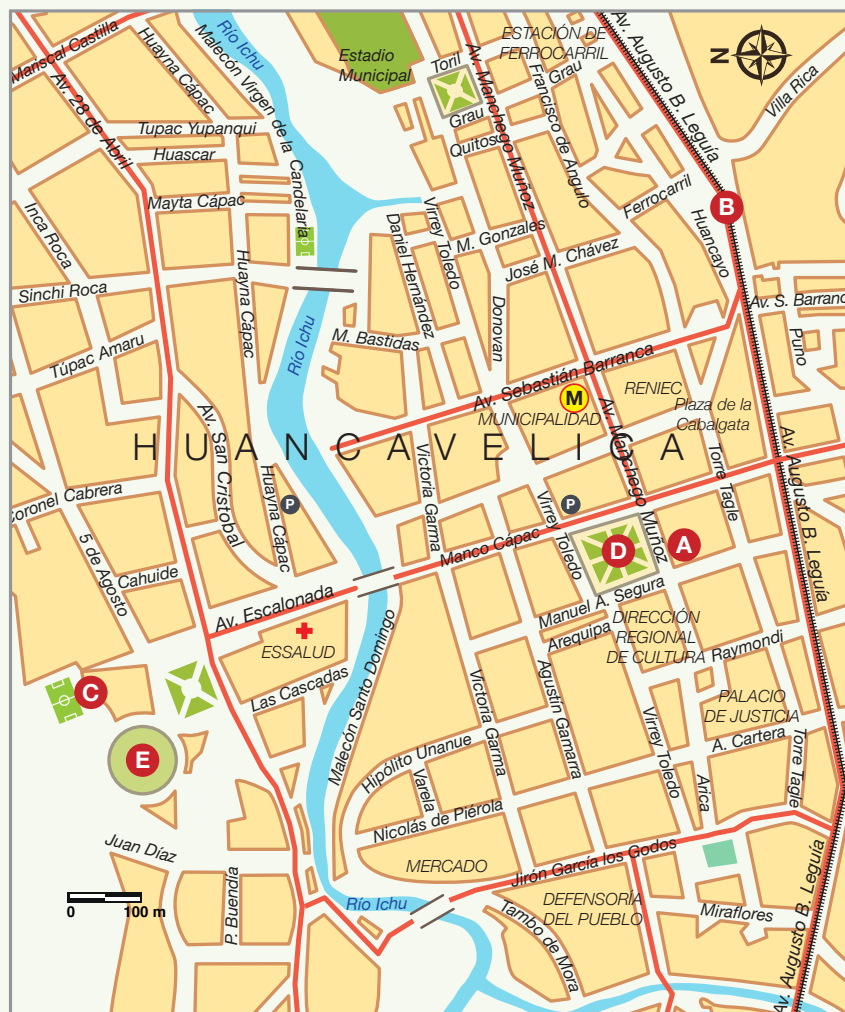 Mariscal Castilla
Av. 28 de Abril
Huayna Cápac
Malecón Virgen de la Candelaria
Río Ichu
Estadio
Municipal
Toril
Av. Manchego Muñoz
ESTACIÓN DE
FERROCARRIL
Grau
Francisco de Angulo
Av. Augusto B. Leguía
N
Villa Rica
Tupac Yupanqui
Huascar
Grau
Quitos
Mayta Cápac
Inca Roca
Virrey Toledo
Daniel Hernández
M. Gonzales
José M. Chávez
Ferrocarril
Huancayo
B
Sinchi Roca
Huayna Cápac
Río Ichu
M. Bastidas
Donovan
Av. S. Barranc
Puno
Túpac Amaru
Av. Sebastián Barranca
M
MUNICIPALIDAD
RENIEC
Plaza de la
Cabalgata
Av. San Cristobal
Av. Manchego Muñoz
HUANCAVELICA
Coronel Cabrera
Huayna Cápac
P
Victoria Garma
Virrey Toledo
P
Torre Tagle
Av. Augusto B. Leguía
5 de Agosto
Cahuide
Manco Cápac
D
A
Av. Escalonada
ESSALUD
Manuel A. Segura
Arequipa
DIRECCIÓN
REGIONAL
DE CULTURA
Raymondi
C
Las Cascadas
Malecón Santo Domingo
Victoria Garma
Agustín Gamarra
Virrey Toledo
PALACIO
DE JUSTICIA
A. Cartera
Torre Tagle
E
Hipólito Unanue
Varela
Nicolás de Piérola
Arica
Juan Díaz
MERCADO
Jirón García los Godos
0 100 m
P. Buendia
Río Ichu
Tambo de Mora
DEFENSORÍA
DEL PUEBLO
Miraflores
Av. Augusto B. Leguía